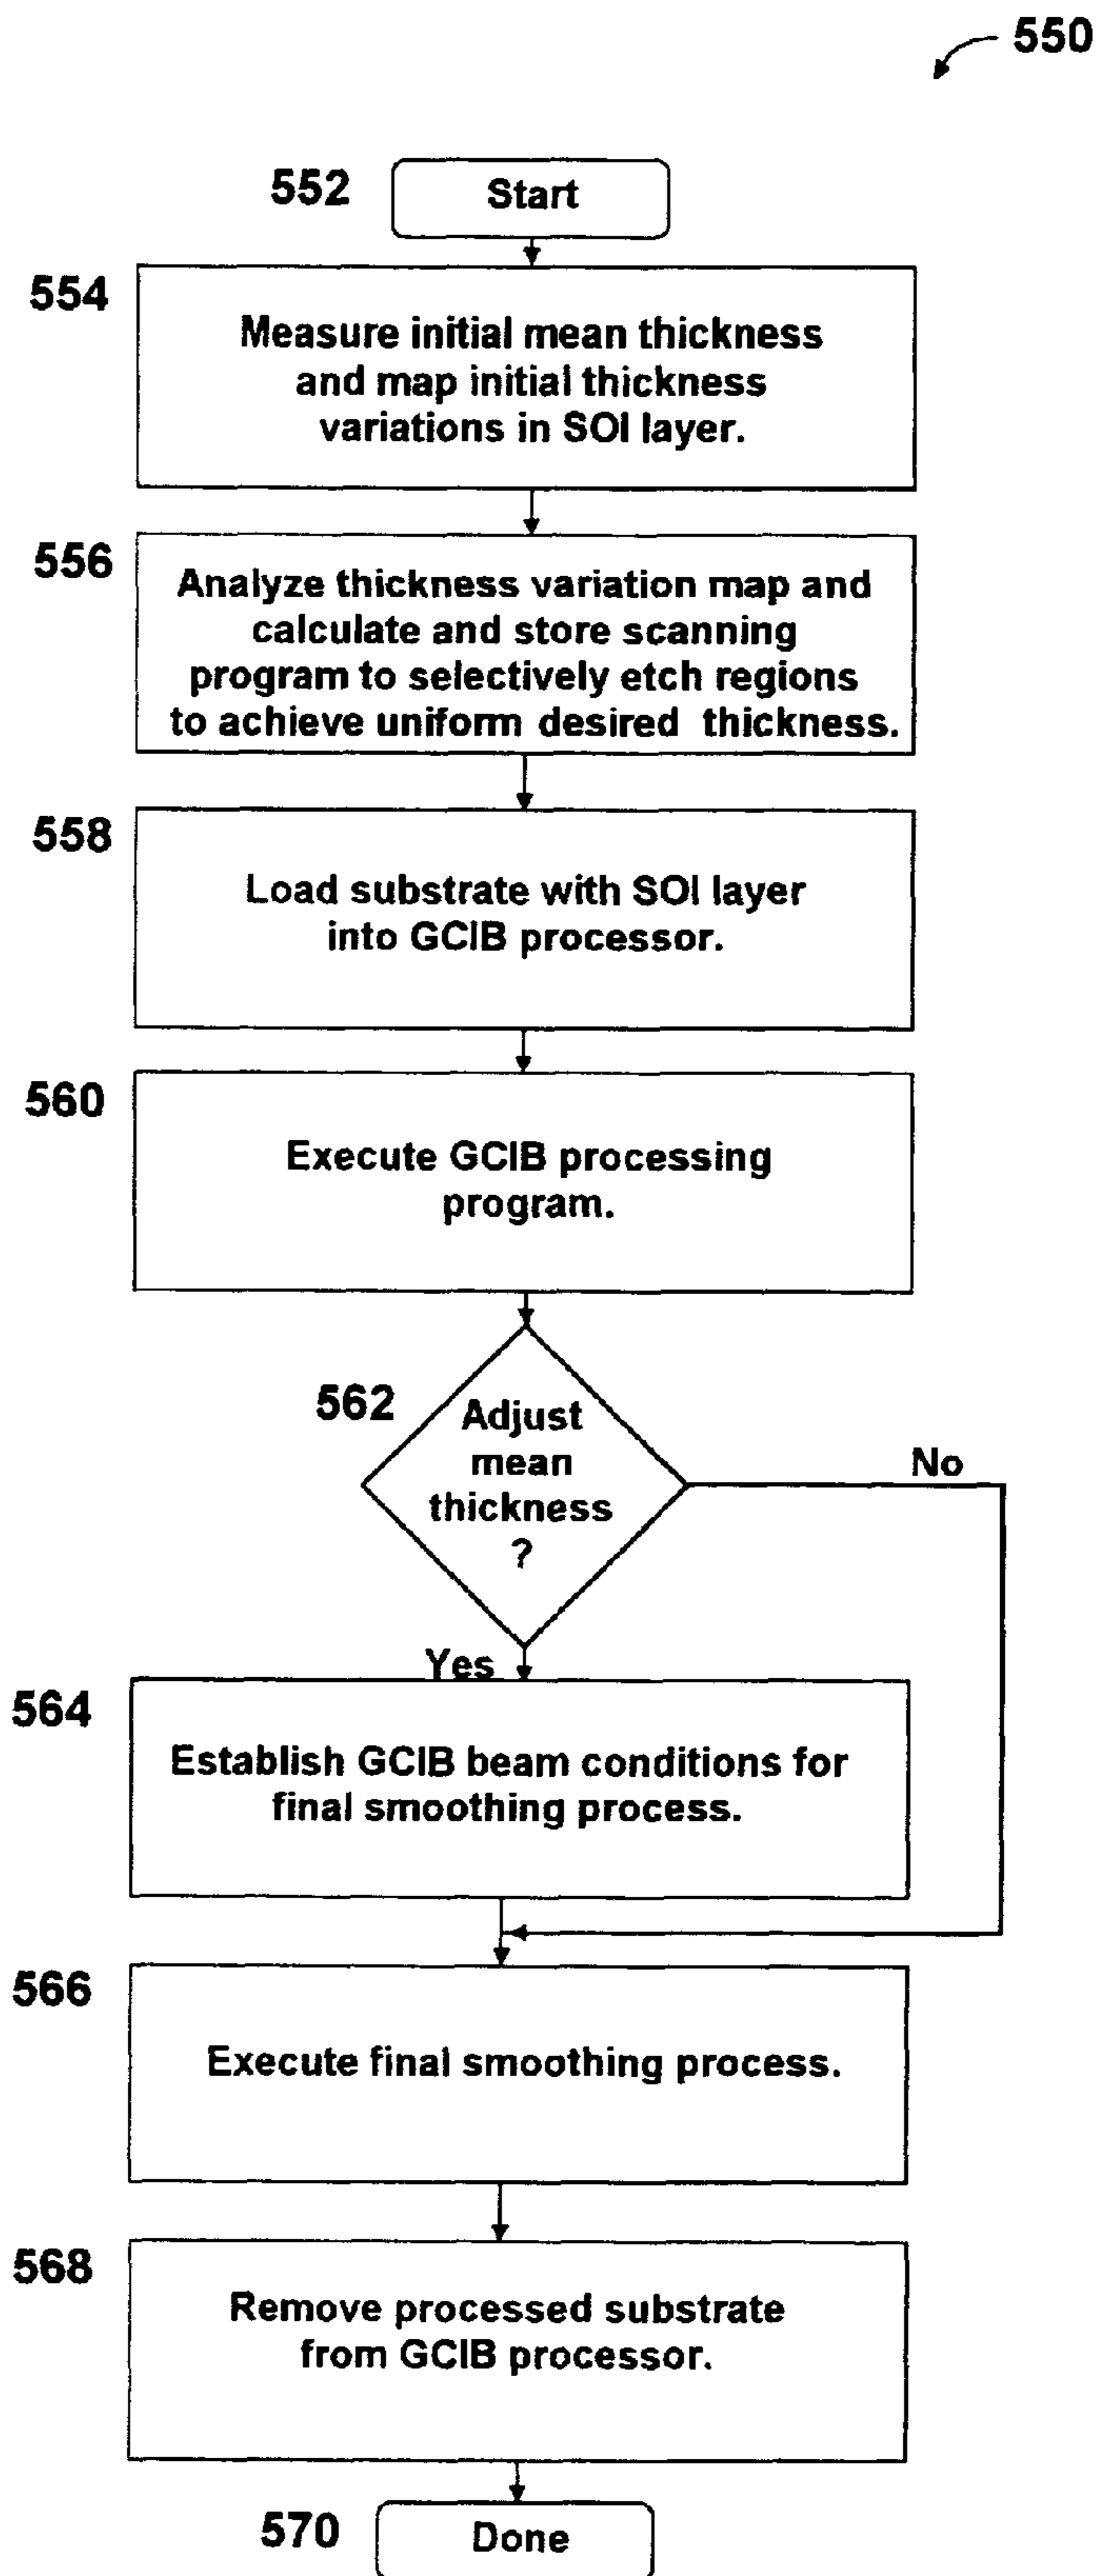 550
552
Start
554
Measure initial mean thickness
and map initial thickness
variations in SOI layer.
556
Analyze thickness variation map and
calculate and store scanning
program to selectively etch regions
to achieve uniform desired thickness.
558
Load substrate with SOI layer
into GCIB processor.
560
Execute GCIB processing
program.
562
Adjust
mean
thickness
?
No
Yes
564
Establish GCIB beam conditions for
final smoothing process.
566
Execute final smoothing process.
568
Remove processed substrate
from GCIB processor.
570
Done